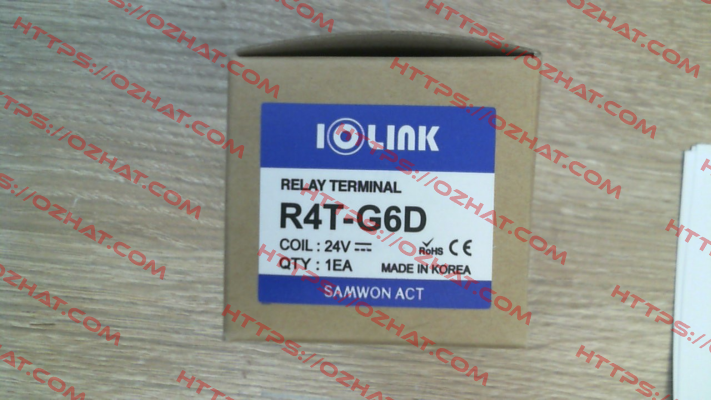 IOLINK
RELAY TERMINAL
R4T-G6D
COIL : 24V ⎓
RoHS CE
QTY : 1EA MADE IN KOREA
SAMWON ACT
HTTPS://OZHAT.COM